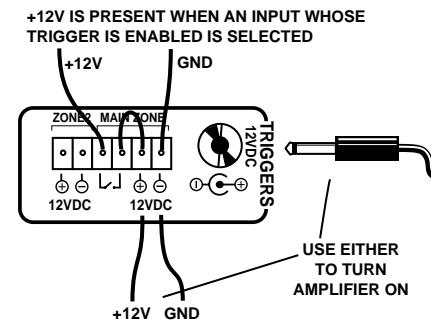 +12V IS PRESENT WHEN AN INPUT WHOSE
TRIGGER IS ENABLED IS SELECTED
+12V
GND
ZONE2 MAIN ZONE
12VDC
TRIGGERS
12VDC 12VDC
USE EITHER
TO TURN
AMPLIFIER ON
+12V GND